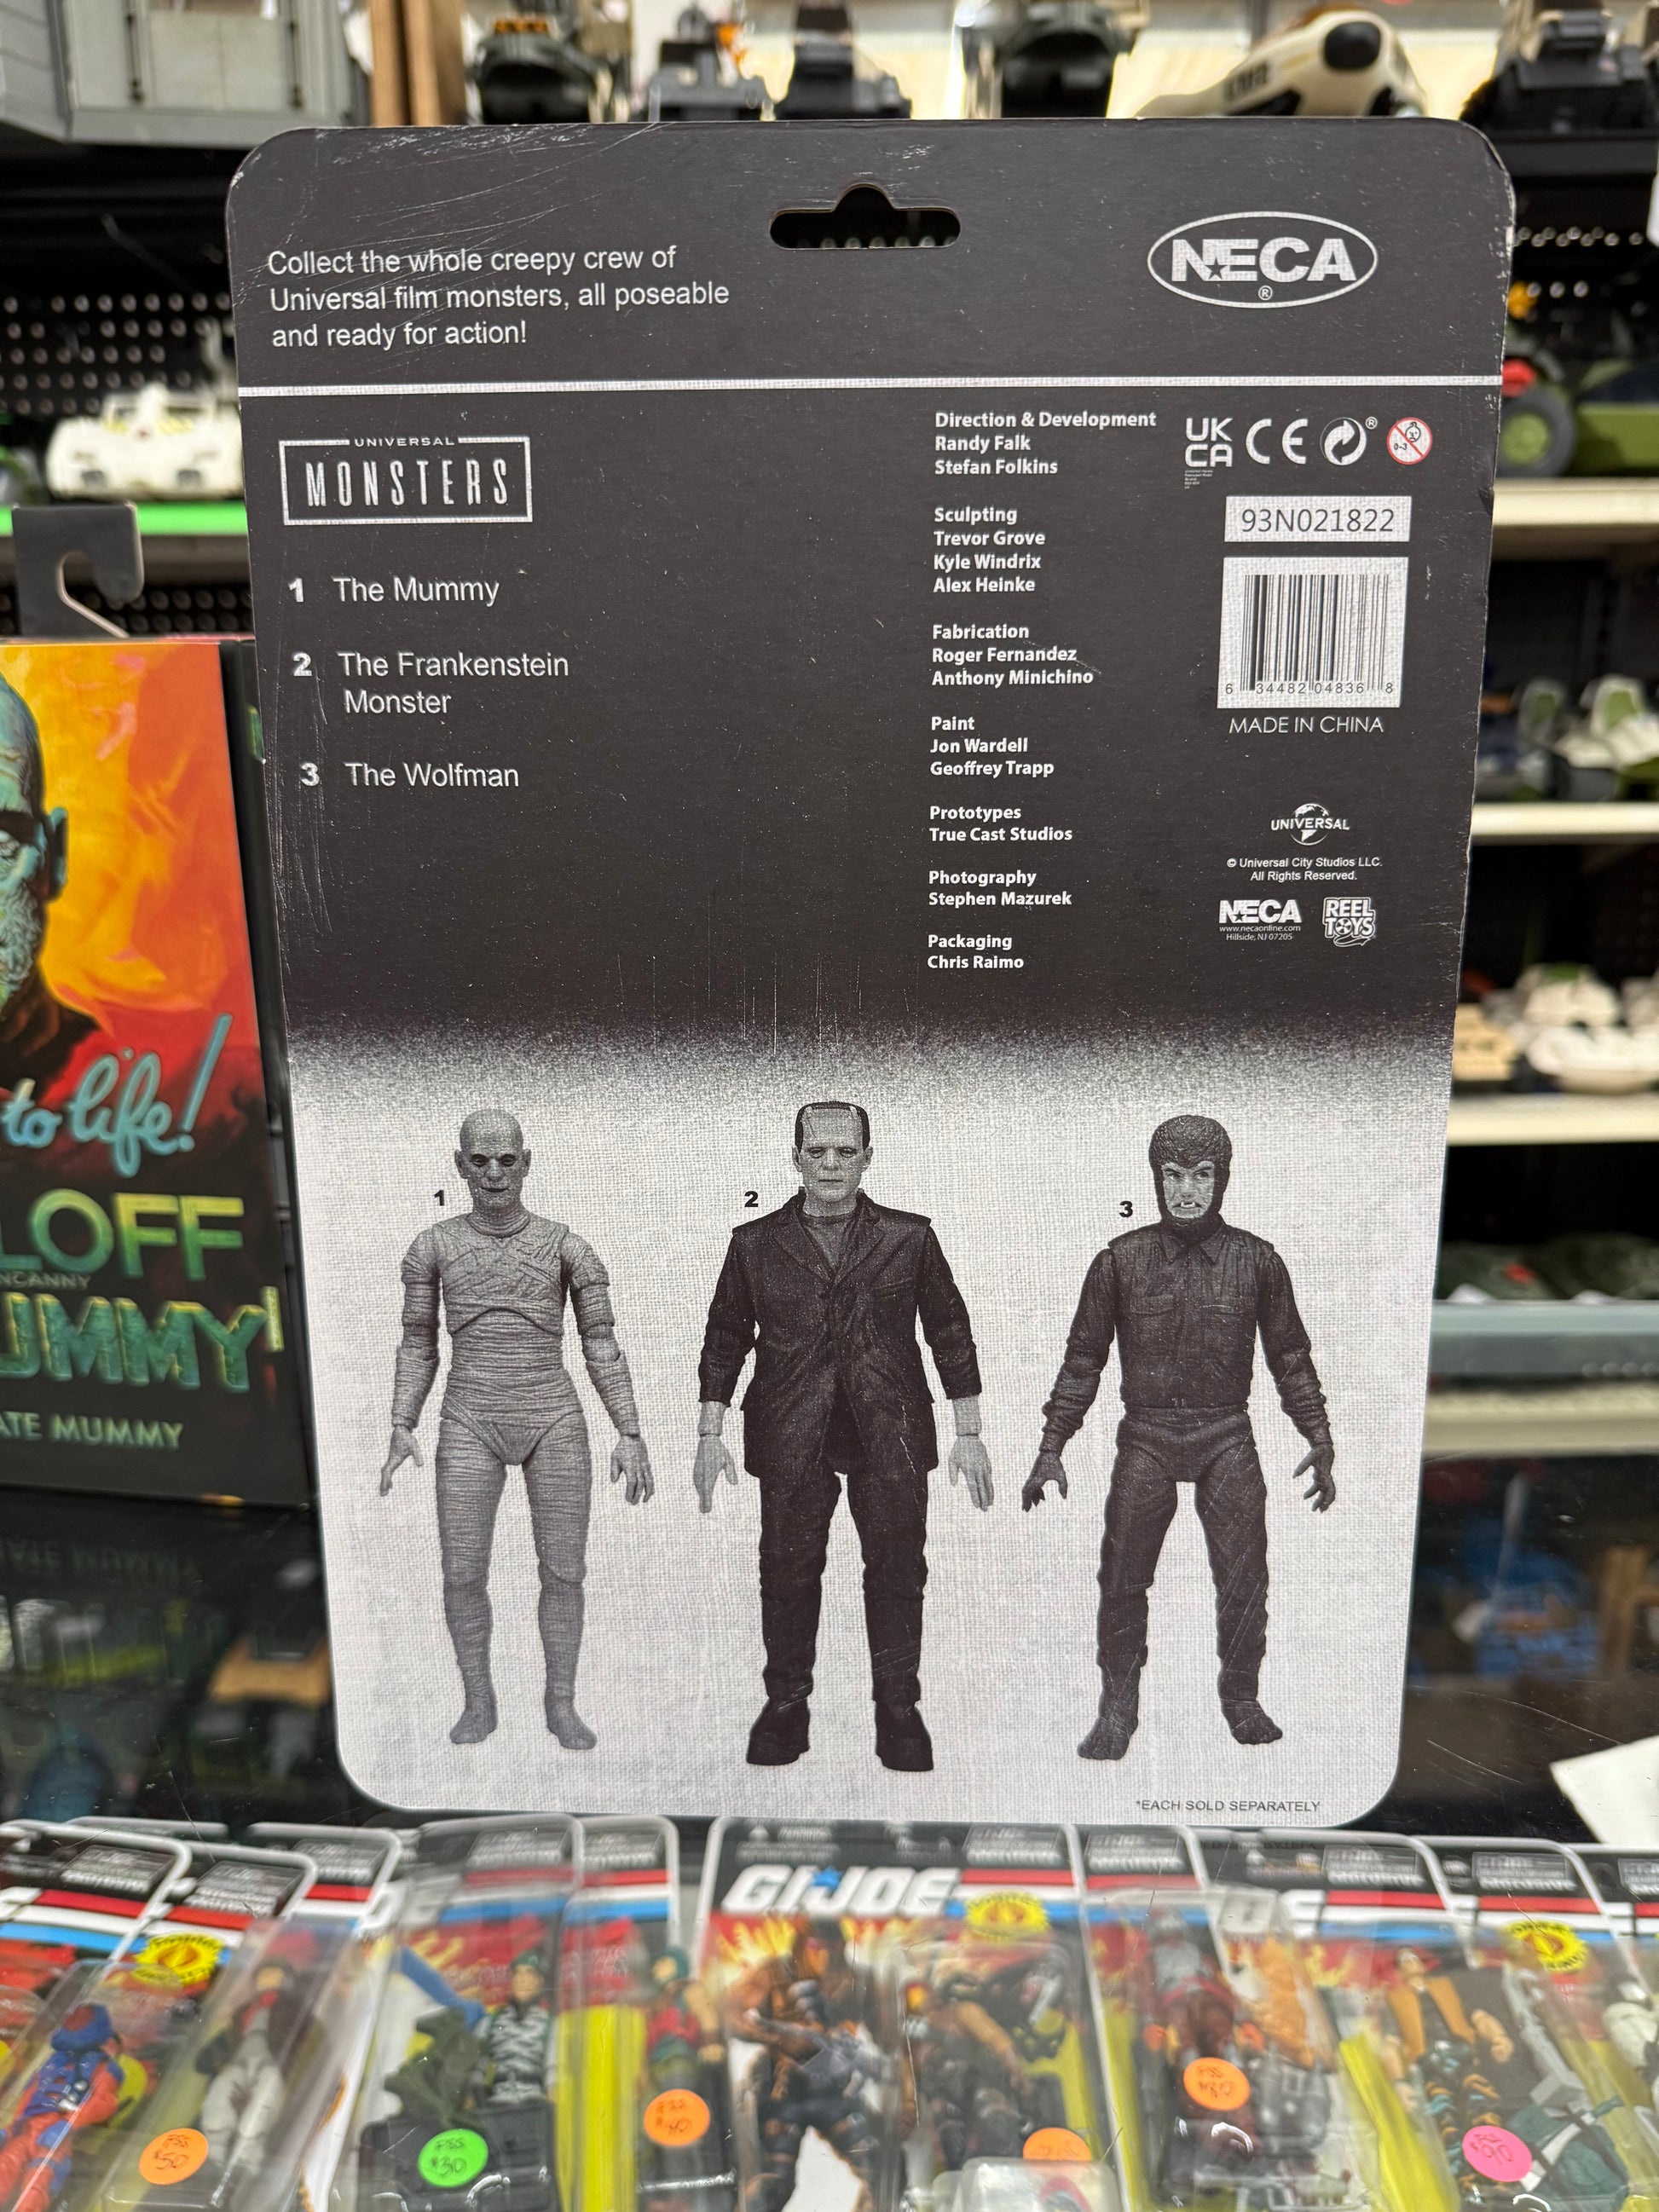 Collect the whole creepy crew of
Universal film monsters, all poseable
and ready for action!
NECA
®
UNIVERSAL
MONSTERS
1 The Mummy
2 The Frankenstein
Monster
3 The Wolfman
Direction & Development
Randy Falk
Stefan Folkins
Sculpting
Trevor Grove
Kyle Windrix
Alex Heinke
Fabrication
Roger Fernandez
Anthony Minichino
Paint
Jon Wardell
Geoffrey Trapp
Prototypes
True Cast Studios
Photography
Stephen Mazurek
Packaging
Chris Raimo
UK
CA
CE
®
0-3
93N021822
6 34482 04836 8
MADE IN CHINA
UNIVERSAL
© Universal City Studios LLC.
All Rights Reserved.
NECA
www.necaonline.com
Hillside, NJ 07205
REEL
TOYS
1
2
3
*EACH SOLD SEPARATELY
to life!
LOFF
NCANNY
UMMY
ATE MUMMY
GI JOE
$50
$30